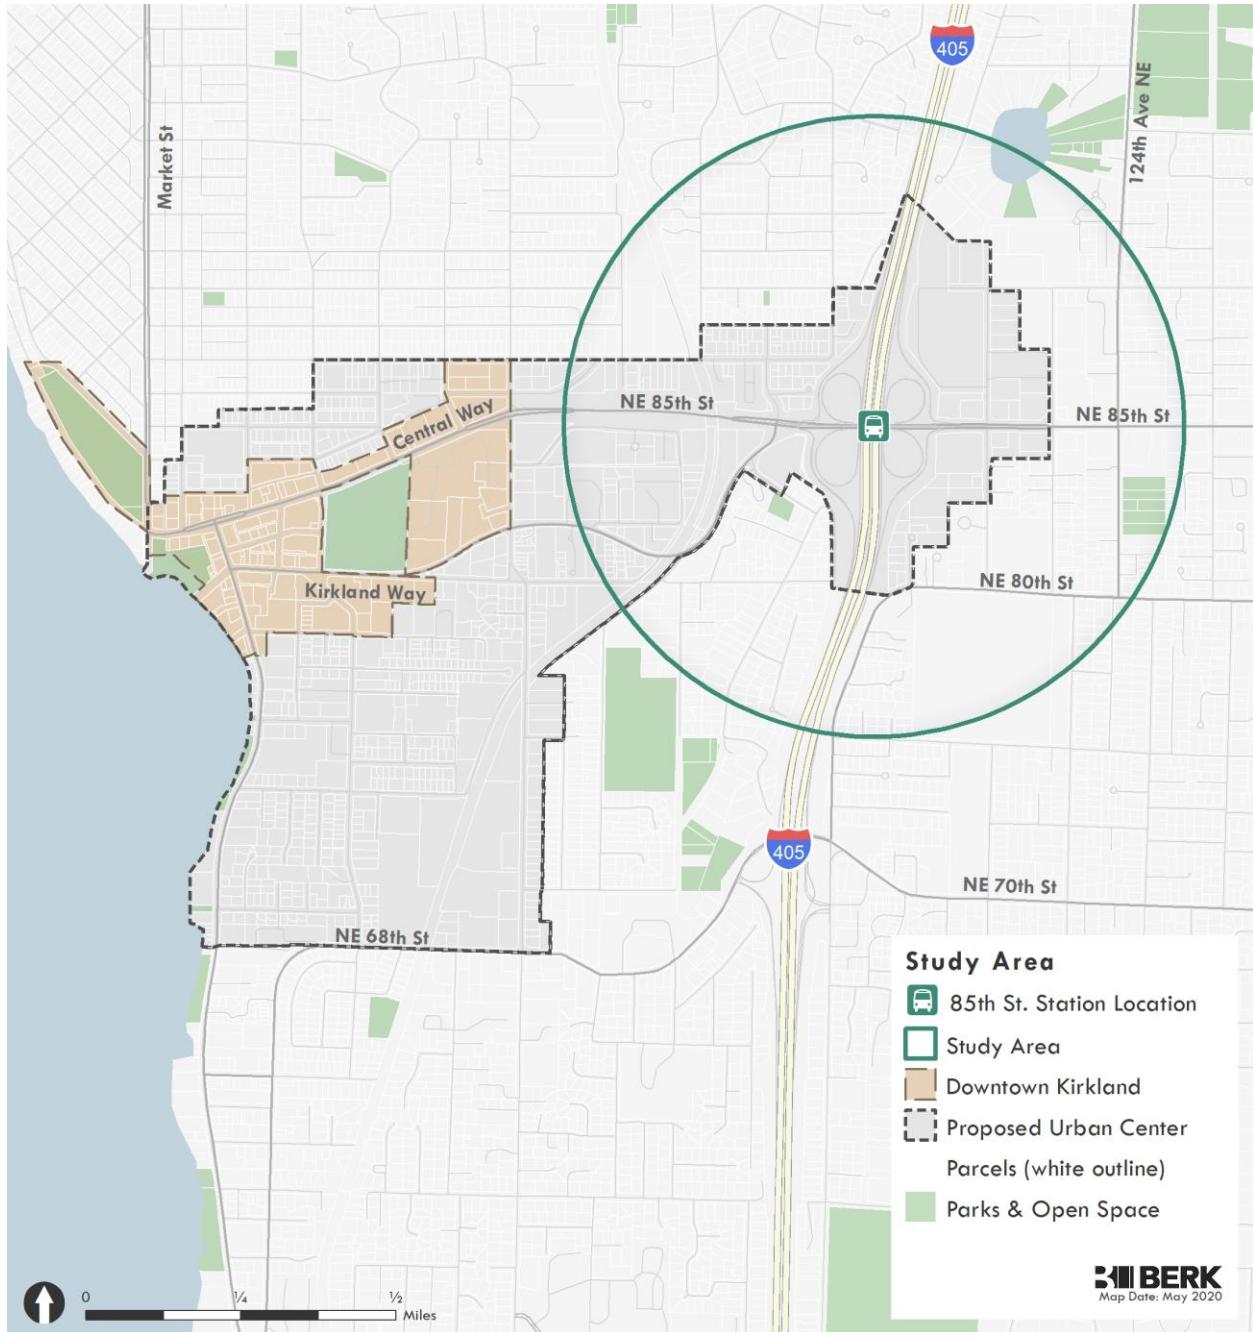 405
Market St
124th Ave NE
NE 85th St
Central Way
NE 85th St
NE 80th St
Kirkland Way
405
NE 70th St
NE 68th St
Study Area
85th St. Station Location
Study Area
Downtown Kirkland
Proposed Urban Center
Parcels (white outline)
Parks & Open Space
BERK
Map Date: May 2020
0 ¼ ½
Miles